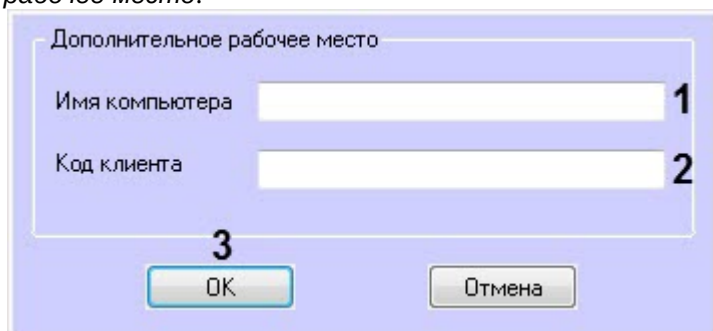 рабочее место.
Дополнительное рабочее место
Имя компьютера 1
Код клиента 2
3
OK Отмена